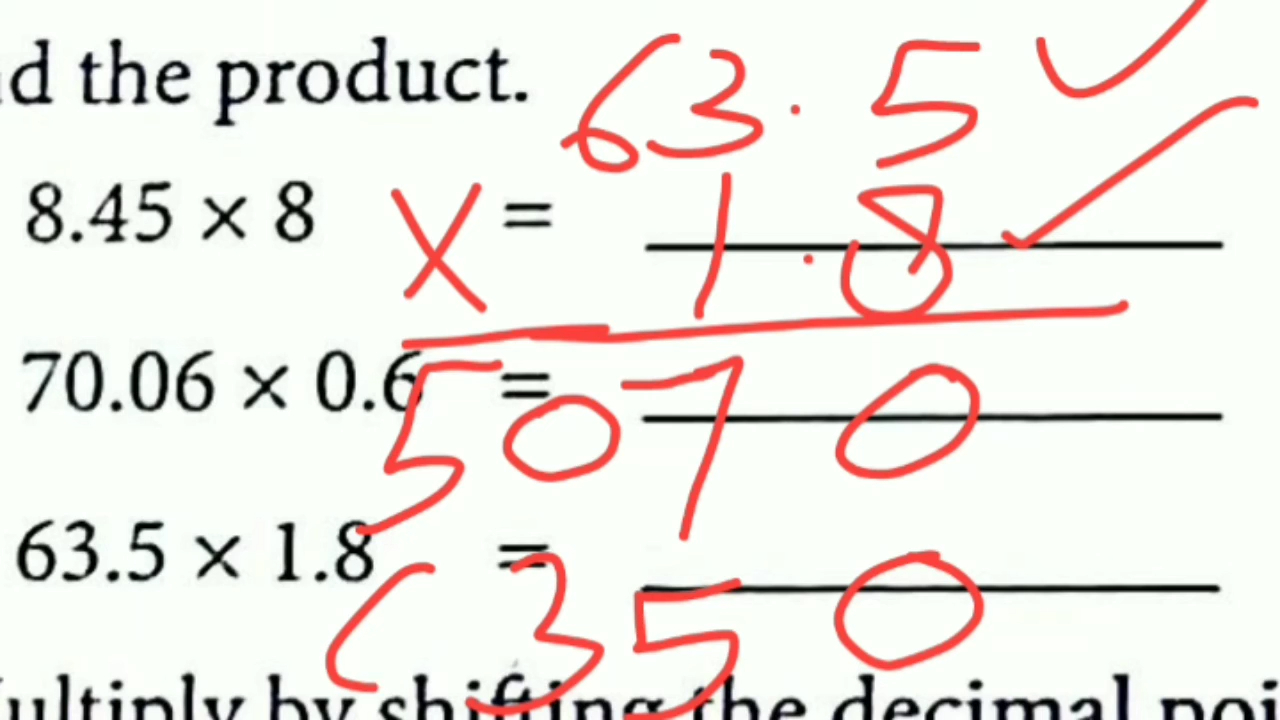 d the product.
63.5
8.45 × 8 =
× 1.8
70.06 × 0.6 =
5070
63.5 × 1.8 =
6350
ultiply by shifting the decimal poi